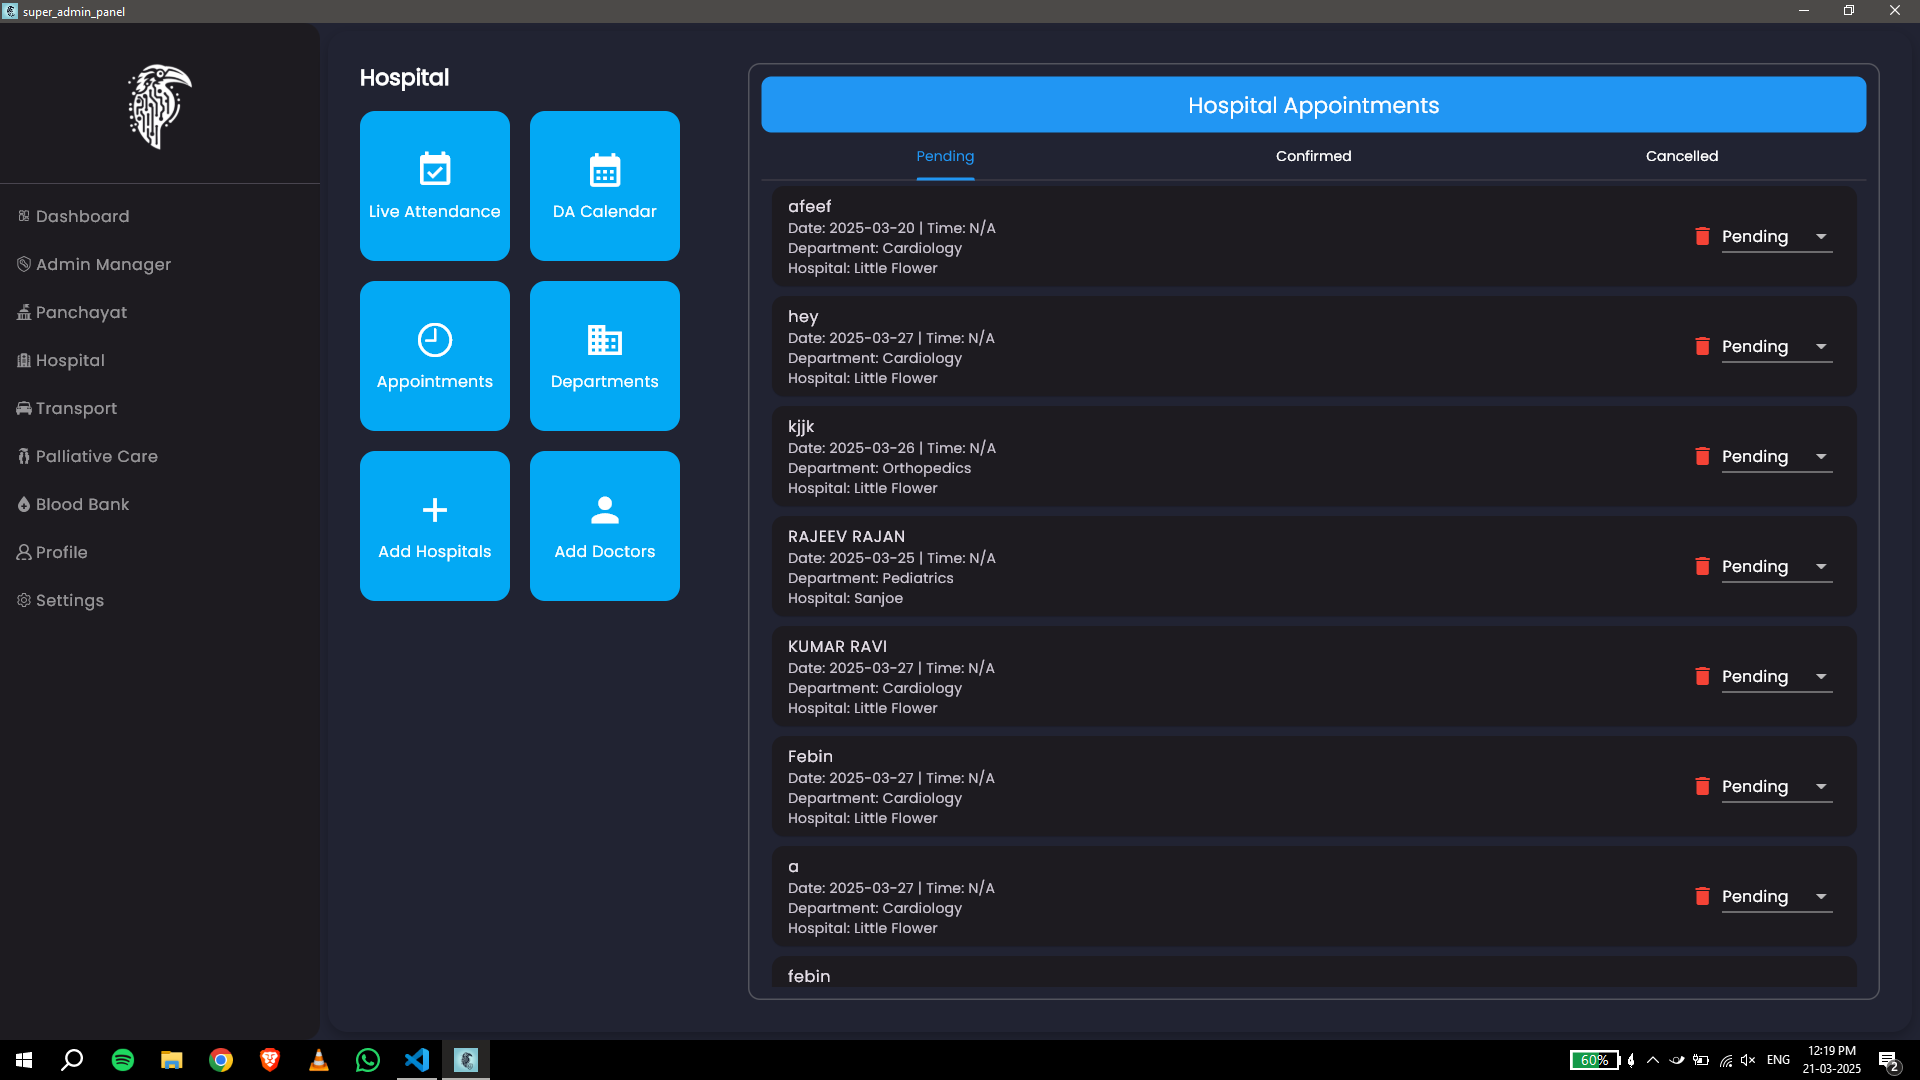 super_admin_panel
Dashboard
Admin Manager
Panchayat
Hospital
Transport
Palliative Care
Blood Bank
Profile
Settings
Hospital
Live Attendance
DA Calendar
Appointments
Departments
Add Hospitals
Add Doctors
Hospital Appointments
Pending
Confirmed
Cancelled
afeef
Date: 2025-03-20 | Time: N/A
Department: Cardiology
Hospital: Little Flower
Pending
hey
Date: 2025-03-27 | Time: N/A
Department: Cardiology
Hospital: Little Flower
Pending
kjjk
Date: 2025-03-26 | Time: N/A
Department: Orthopedics
Hospital: Little Flower
Pending
RAJEEV RAJAN
Date: 2025-03-25 | Time: N/A
Department: Pediatrics
Hospital: Sanjoe
Pending
KUMAR RAVI
Date: 2025-03-27 | Time: N/A
Department: Cardiology
Hospital: Little Flower
Pending
Febin
Date: 2025-03-27 | Time: N/A
Department: Cardiology
Hospital: Little Flower
Pending
a
Date: 2025-03-27 | Time: N/A
Department: Cardiology
Hospital: Little Flower
Pending
febin
60%
ENG
12:19 PM
21-03-2025
2